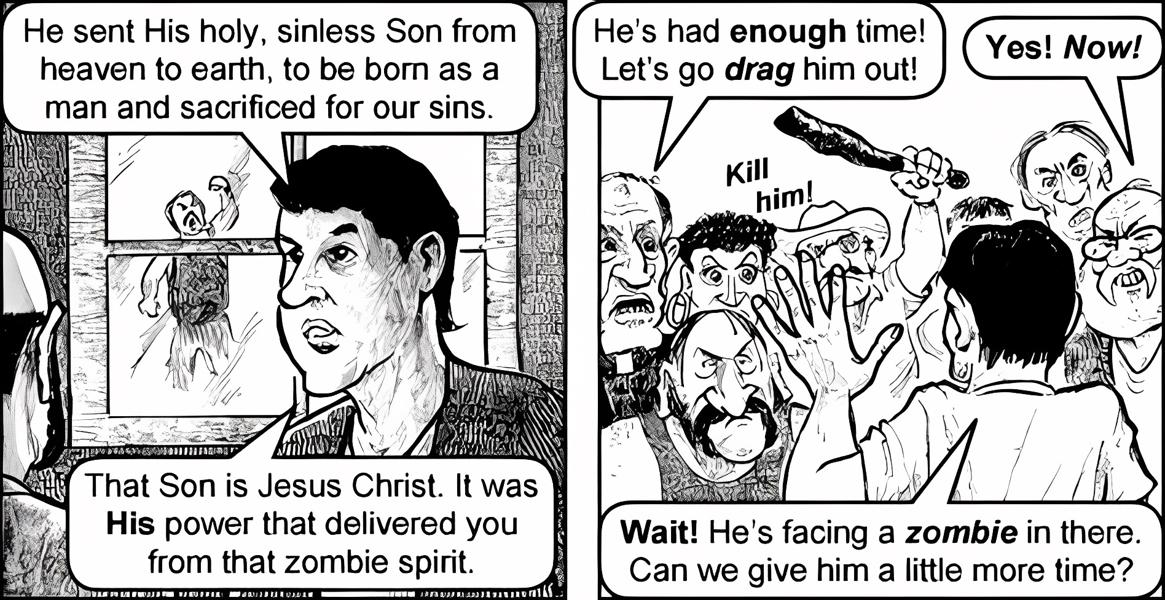 He sent His holy, sinless Son from
heaven to earth, to be born as a
man and sacrificed for our sins.
That Son is Jesus Christ. It was
His power that delivered you
from that zombie spirit.
He's had enough time!
Let's go drag him out!
Yes! Now!
Kill
him!
Wait! He's facing a zombie in there.
Can we give him a little more time?